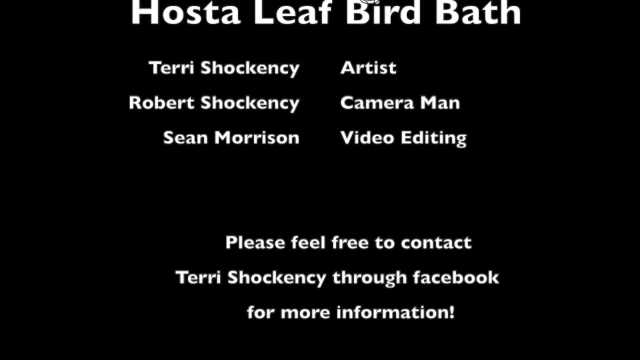 Hosta Leaf Bird Bath
Terri Shockency Artist
Robert Shockency Camera Man
Sean Morrison Video Editing
Please feel free to contact
Terri Shockency through facebook
for more information!